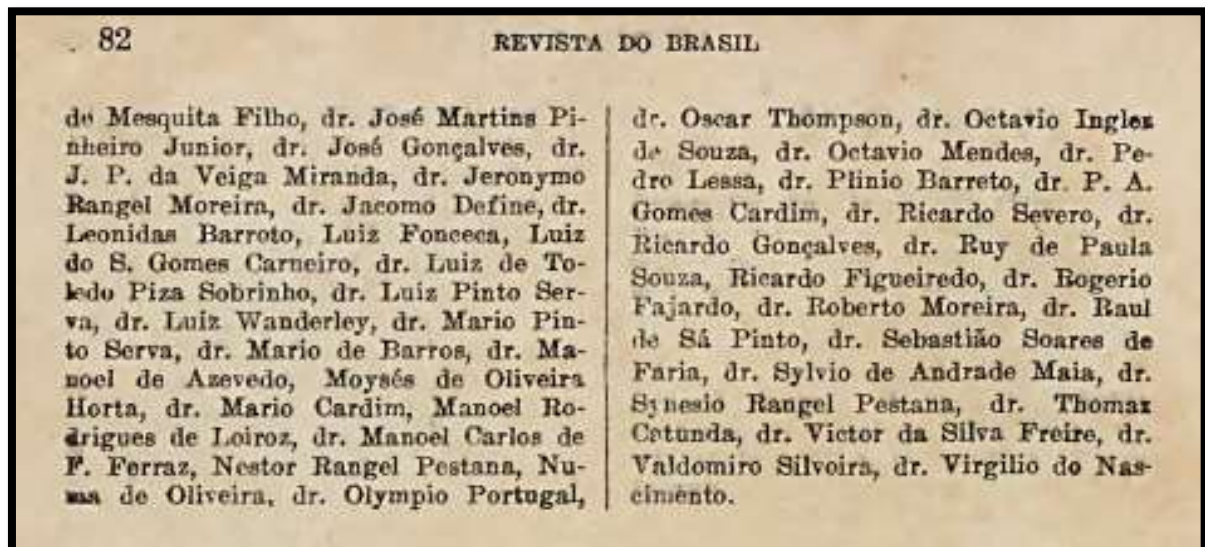 82
REVISTA DO BRASIL
de Mesquita Filho, dr. José Martins Pi-
nheiro Junior, dr. José Gonçalves, dr.
J. P. da Veiga Miranda, dr. Jeronymo
Rangel Moreira, dr. Jacomo Define, dr.
Leonidas Barroto, Luiz Fonceca, Luiz
do S. Gomes Carneiro, dr. Luiz de To-
ledo Piza Sobrinho, dr. Luiz Pinto Ser-
va, dr. Luiz Wanderley, dr. Mario Pin-
to Serva, dr. Mario de Barros, dr. Ma-
noel de Azevedo, Moysés de Oliveira
Horta, dr. Mario Cardim, Manoel Ro-
drigues de Loiroz, dr. Manoel Carlos de
F. Ferraz, Nestor Rangel Pestana, Nu-
ma de Oliveira, dr. Olympio Portugal,
dr. Oscar Thompson, dr. Octavio Inglez
de Souza, dr. Octavio Mendes, dr. Pe-
dro Lessa, dr. Plinio Barreto, dr. P. A.
Gomes Cardim, dr. Ricardo Severo, dr.
Ricardo Gonçalves, dr. Ruy de Paula
Souza, Ricardo Figueiredo, dr. Rogerio
Fajardo, dr. Roberto Moreira, dr. Raul
de Sá Pinto, dr. Sebastião Soares de
Faria, dr. Sylvio de Andrade Maia, dr.
Synesio Rangel Pestana, dr. Thomaz
Catunda, dr. Victor da Silva Freire, dr.
Valdomiro Silvoira, dr. Virgilio do Nas-
cimento.